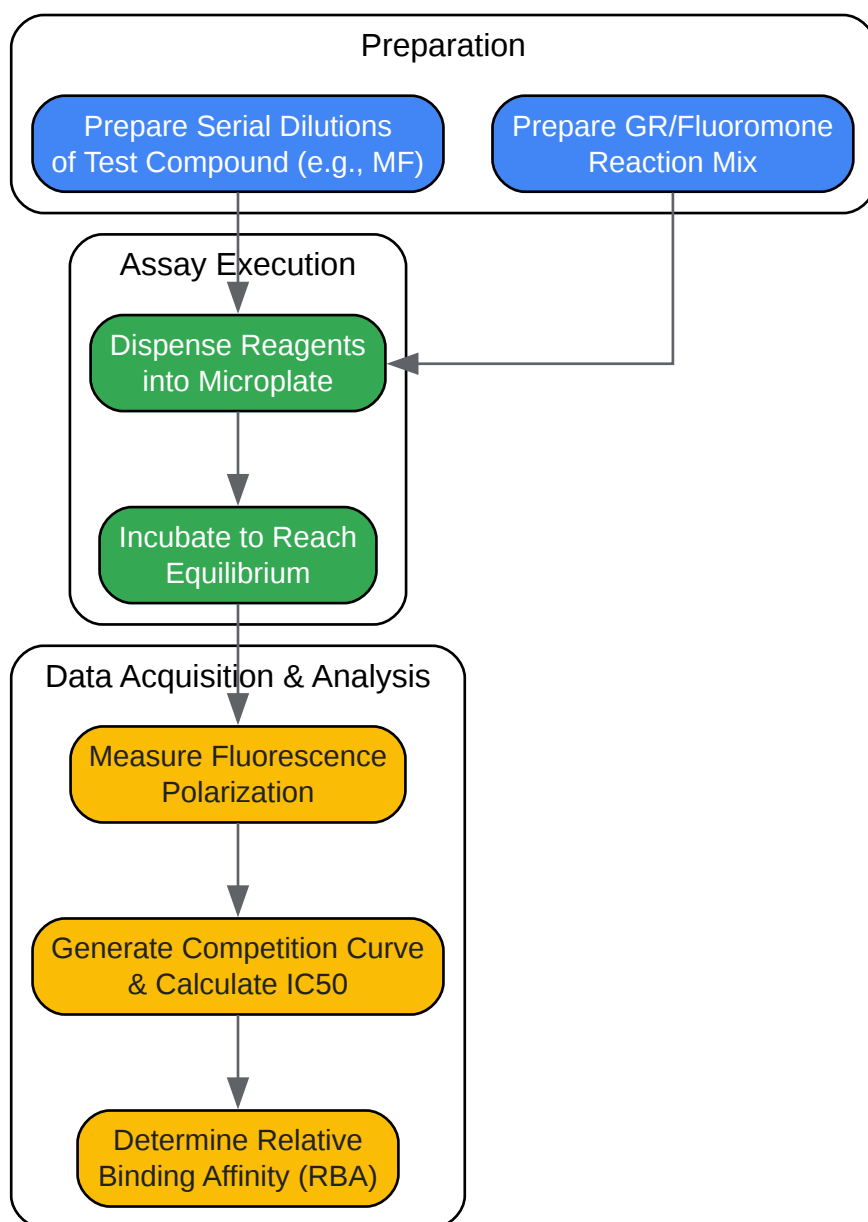 Preparation
Prepare Serial Dilutions
of Test Compound (e.g., MF)
Prepare GR/Fluoromone
Reaction Mix
Assay Execution
Dispense Reagents
into Microplate
Incubate to Reach
Equilibrium
Data Acquisition & Analysis
Measure Fluorescence
Polarization
Generate Competition Curve
& Calculate IC50
Determine Relative
Binding Affinity (RBA)